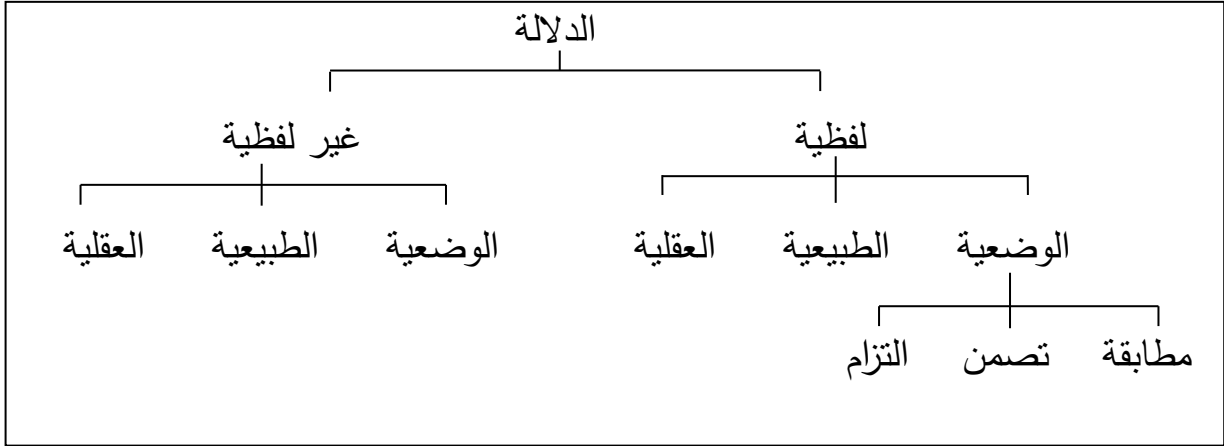 الدلالة
لفظية غير لفظية
الوضعية الطبيعية العقلية الوضعية الطبيعية العقلية
مطابقة تصمن التزام